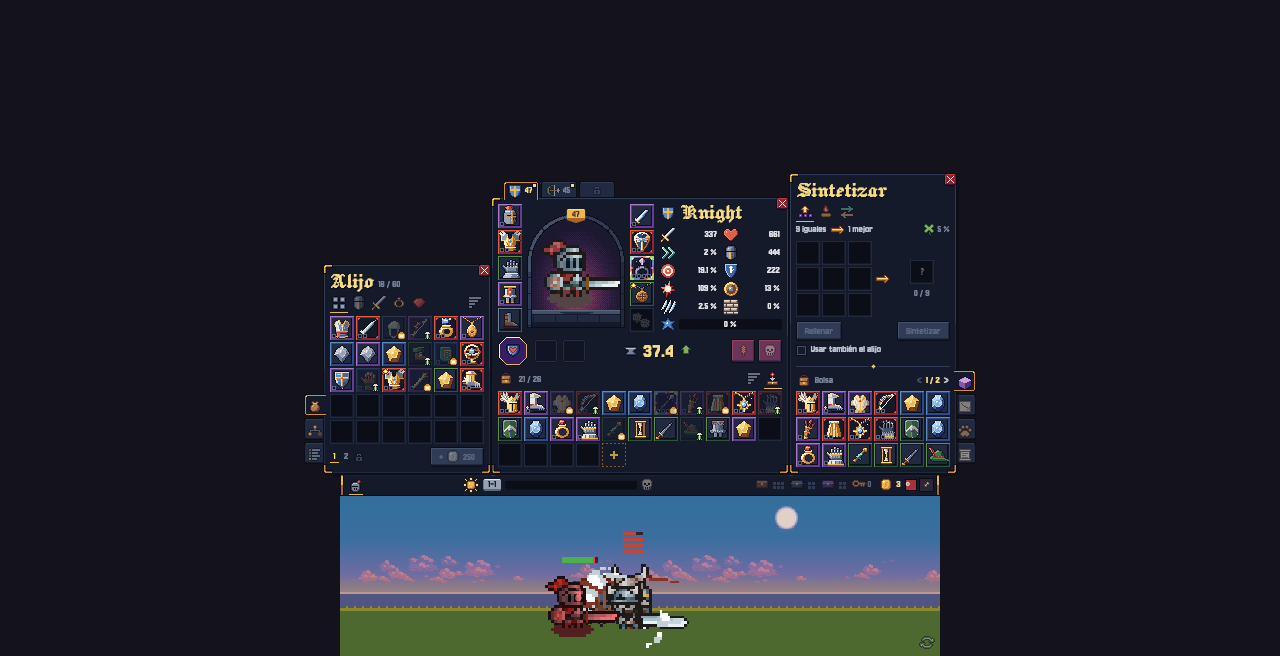 47
45
Sintetizar
9 iguales
1 mejor
5 %
?
0 / 9
Rellenar
Sintetizar
Usar también el alijo
Bolsa
< 1 / 2 >
Knight
47
337
661
2 %
444
19.1 %
222
109 %
13 %
2.5 %
0 %
0 %
37.4
21 / 26
+
Alijo
18 / 60
1
2
+
250
1-1
0
3